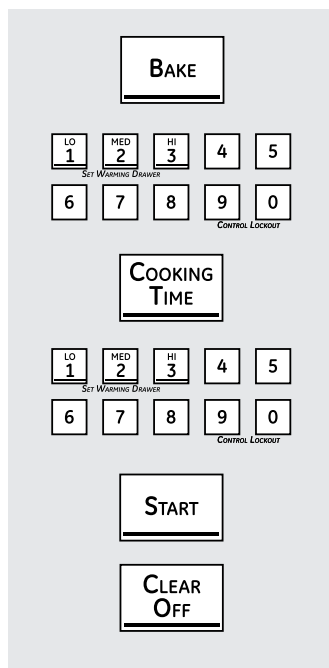 BAKE
LO MED HI
1 2 3 4 5
SET WARMING DRAWER
6 7 8 9 0
CONTROL LOCKOUT
COOKING
TIME
LO MED HI
1 2 3 4 5
SET WARMING DRAWER
6 7 8 9 0
CONTROL LOCKOUT
START
CLEAR
OFF